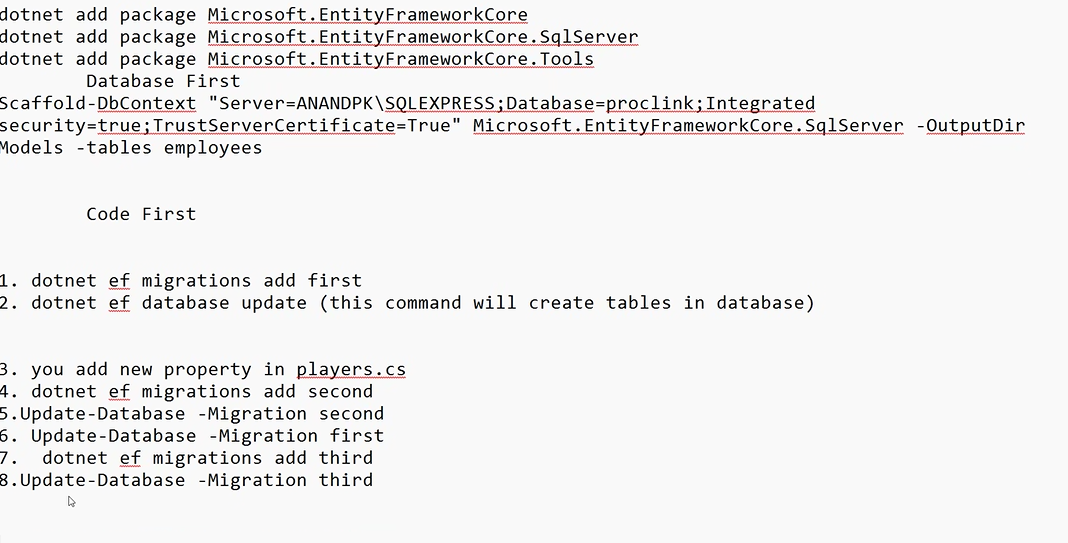 dotnet add package Microsoft.EntityFrameworkCore
dotnet add package Microsoft.EntityFrameworkCore.SqlServer
dotnet add package Microsoft.EntityFrameworkCore.Tools
Database First
Scaffold-DbContext "Server=ANANDPK\SQLEXPRESS;Database=proclink;Integrated
security=true;TrustServerCertificate=True" Microsoft.EntityFrameworkCore.SqlServer -OutputDir
Models -tables employees
Code First
1. dotnet ef migrations add first
2. dotnet ef database update (this command will create tables in database)
3. you add new property in players.cs
4. dotnet ef migrations add second
5.Update-Database -Migration second
6. Update-Database -Migration first
7.  dotnet ef migrations add third
8.Update-Database -Migration third